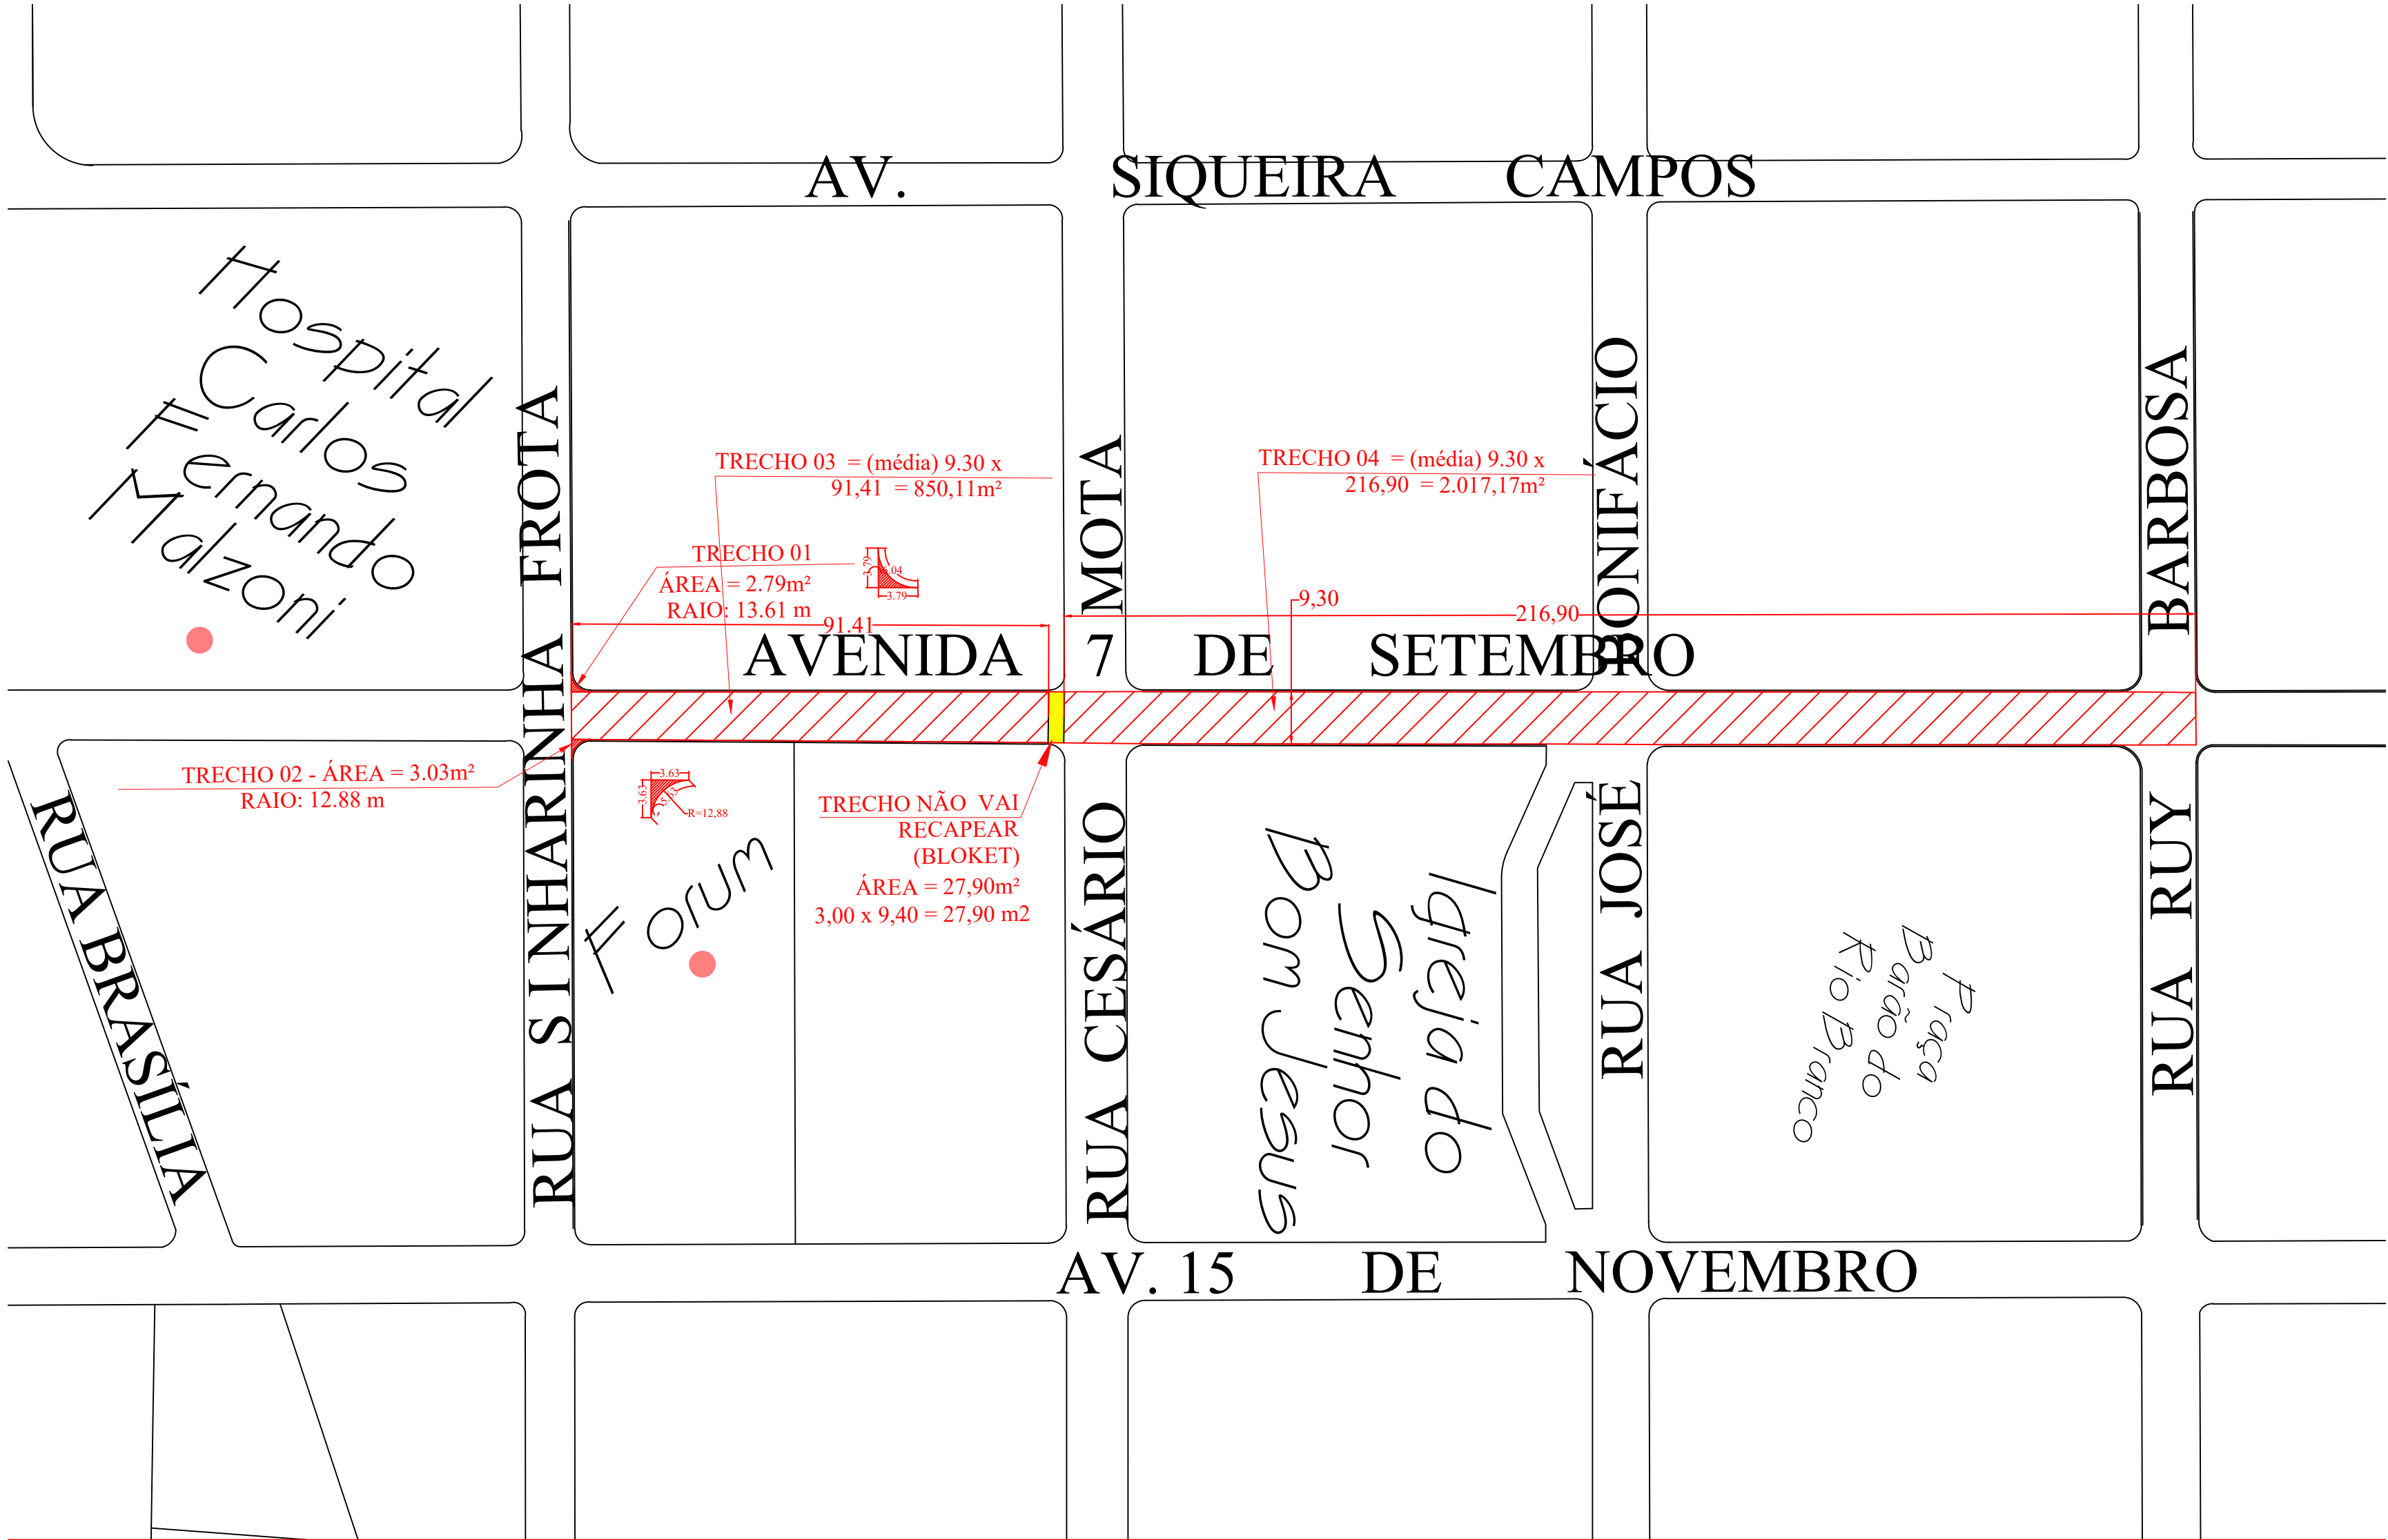 AV. SIQUEIRA CAMPOS
Hospital
Carlos
Fernando
Malzoni
RUA SINHARINHA FROTA
TRECHO 03 = (média) 9.30 x
91,41 = 850,11m²
TRECHO 01
ÁREA = 2.79m²
RAIO: 13.61 m
3.79
3.79
91.41
RUA CESÁRIO MOTA
TRECHO 04 = (média) 9.30 x
216,90 = 2.017,17m²
9,30
216,90
RUA JOSÉ BONIFÁCIO
RUA RUY BARBOSA
AVENIDA 7 DE SETEMBRO
TRECHO 02 - ÁREA = 3.03m²
RAIO: 12.88 m
3.63
3.63
R=12,88
TRECHO NÃO VAI
RECAPEAR
(BLOKET)
ÁREA = 27,90m²
3,00 x 9,40 = 27,90 m2
RUA BRASÍLIA
Forum
Igreja do
Senhor
Bom Jesus
Praça
Barão do
Rio Branco
AV. 15 DE NOVEMBRO